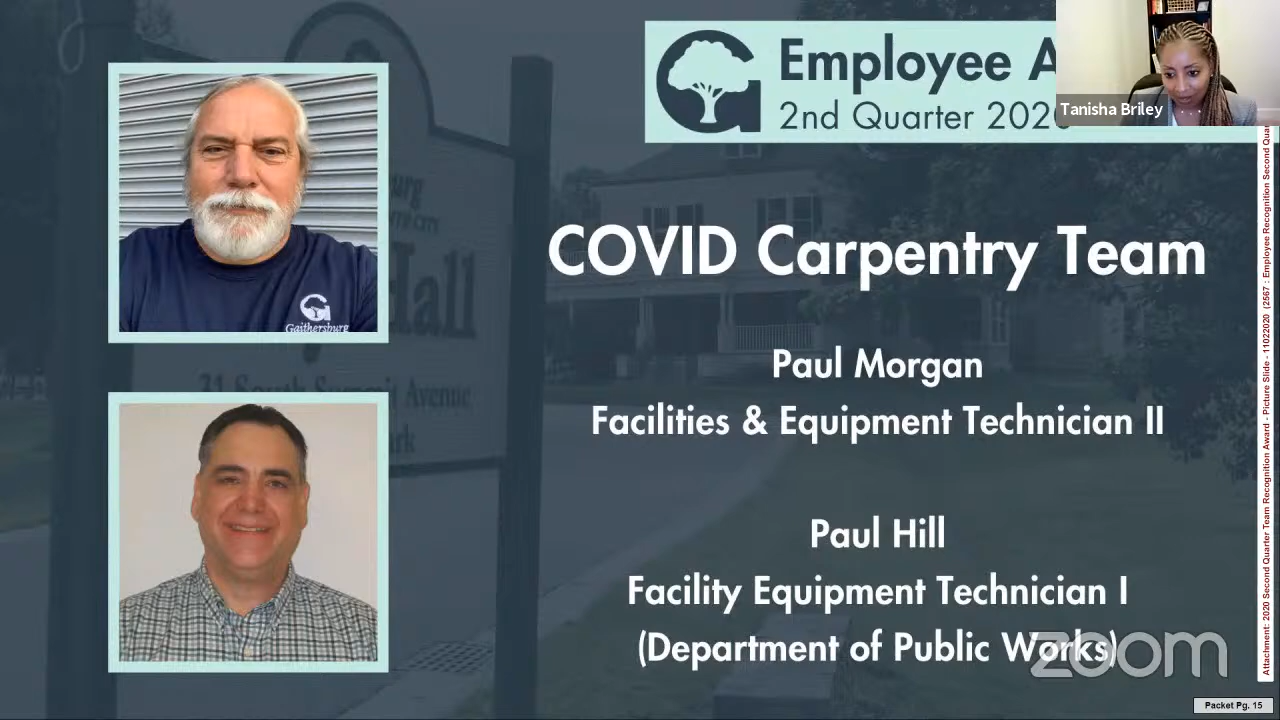 Employee A
2nd Quarter 2020
Tanisha Briley
COVID Carpentry Team
Paul Morgan
Facilities & Equipment Technician II
Paul Hill
Facility Equipment Technician I
(Department of Public Works)
Gaithersburg
Hall
31 South Summit Avenue
zoom
Attachment: 2020 Second Quarter Team Recognition Award - Picture Slide - 11022020 (2567 : Employee Recognition Second Qua
Packet Pg. 15